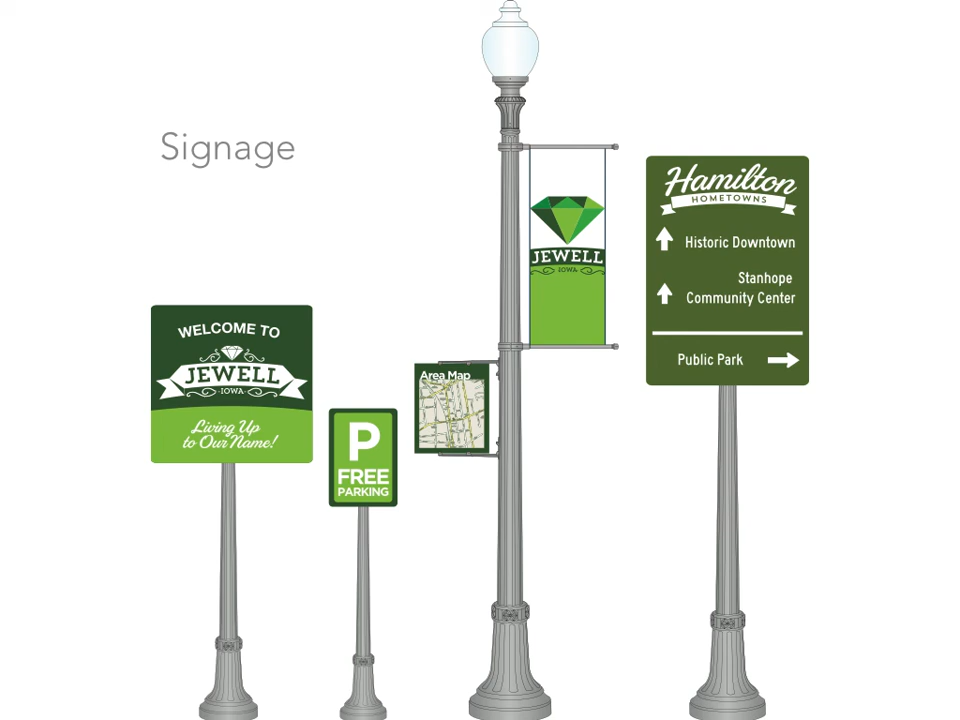 Signage
WELCOME TO
JEWELL
IOWA
Living Up
to Our Name!
P
FREE
PARKING
Area Map
JEWELL
IOWA
Hamilton
HOMETOWNS
Historic Downtown
Stanhope
Community Center
Public Park